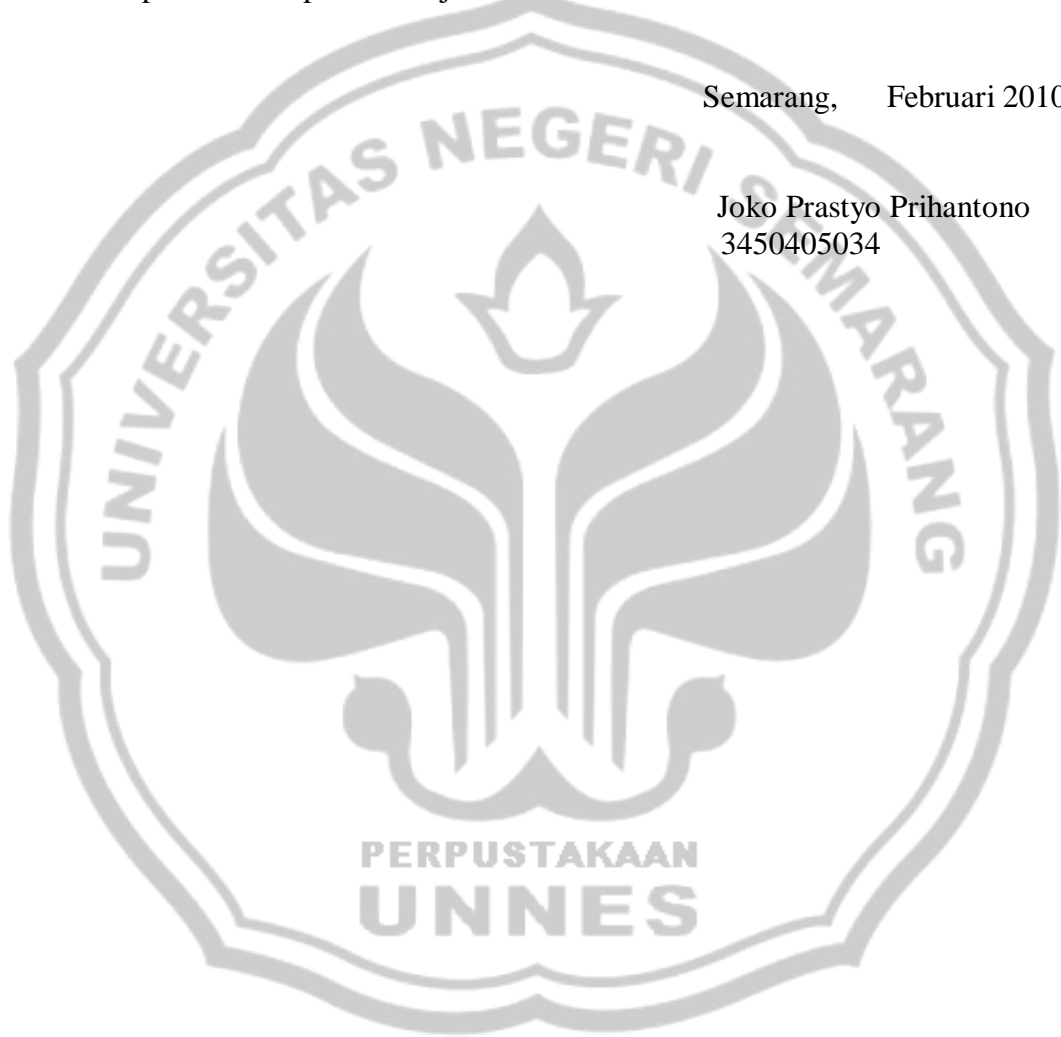 Semarang,      Februari 2010
Joko Prastyo Prihantono
3450405034
UNIVERSITAS NEGERI SEMARANG
PERPUSTAKAAN
UNNES